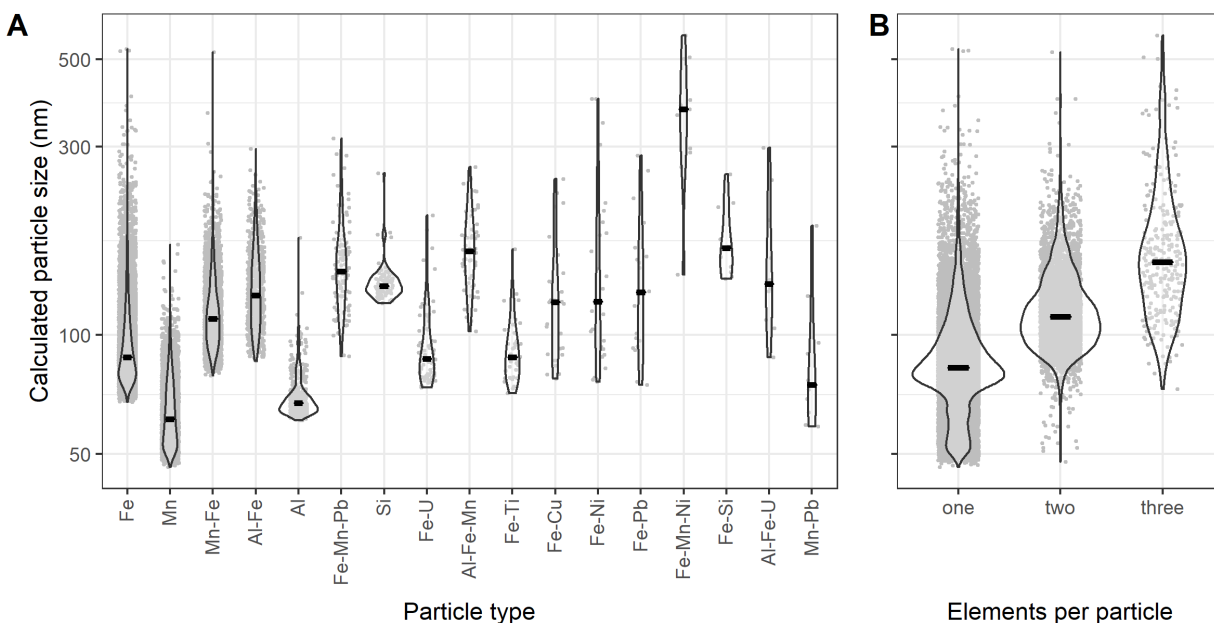 A
B
Calculated particle size (nm)
500
300
100
50
Fe
Mn
Mn-Fe
Al-Fe
Al
Fe-Mn-Pb
Si
Fe-U
Al-Fe-Mn
Fe-Ti
Fe-Cu
Fe-Ni
Fe-Pb
Fe-Mn-Ni
Fe-Si
Al-Fe-U
Mn-Pb
one
two
three
Particle type
Elements per particle